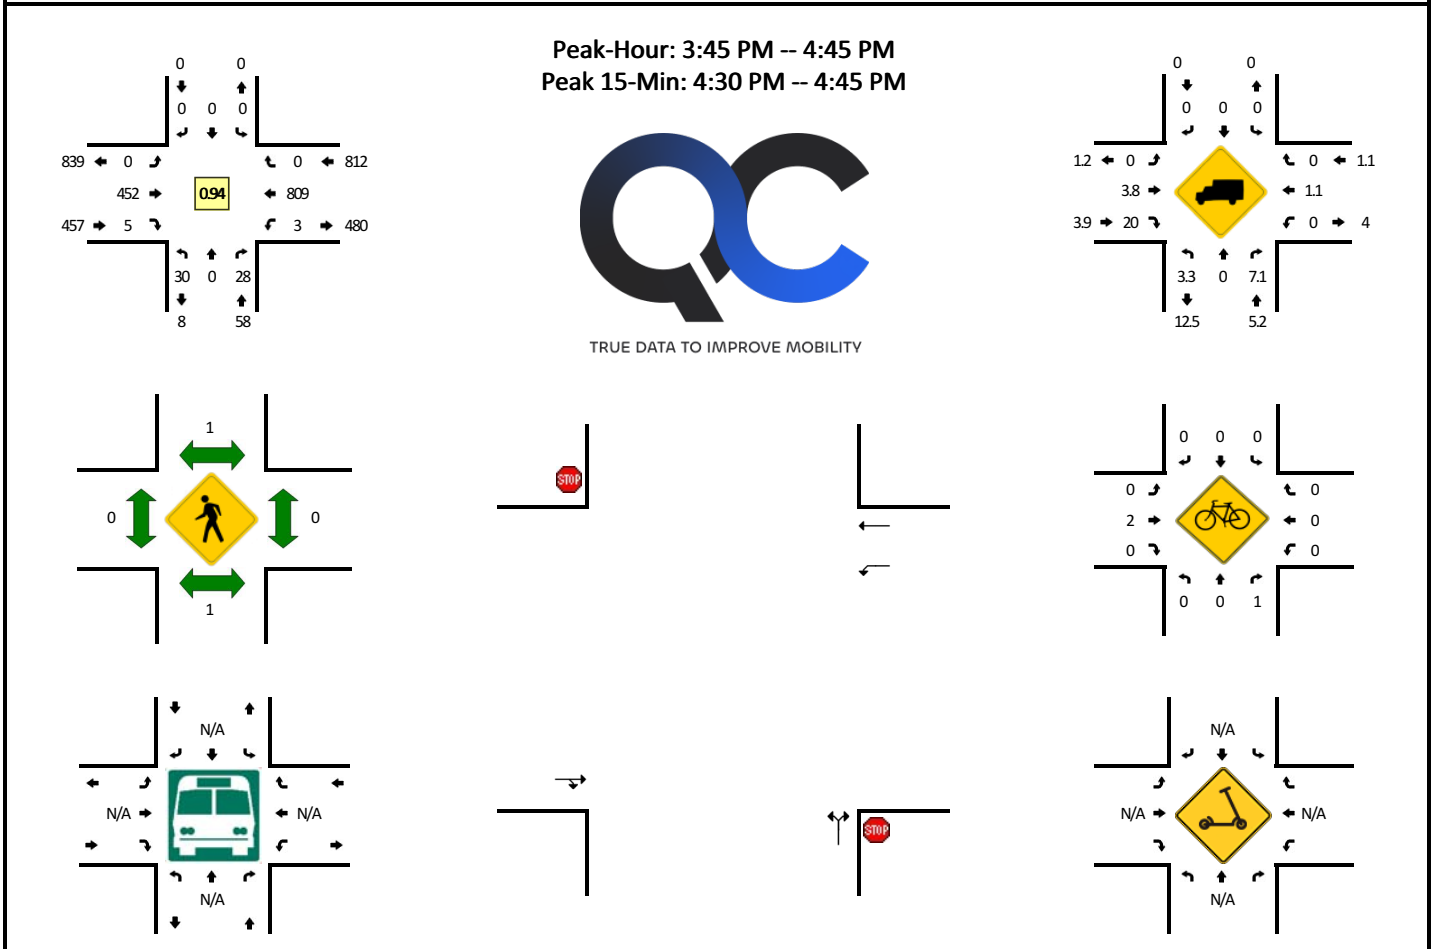 Peak-Hour: 3:45 PM -- 4:45 PM
Peak 15-Min: 4:30 PM -- 4:45 PM
0 0
0 0 0
839 0 0 812
452 0.94 809
457 5 3 480
30 0 28
8 58
QC
TRUE DATA TO IMPROVE MOBILITY
0 0
0 0 0
1.2 0 0 1.1
3.8 1.1
3.9 20 0 4
3.3 0 7.1
12.5 5.2
1
0 0
1
STOP
STOP
0 0 0
0 0
2 0
0 0
0 0 1
N/A
N/A N/A
N/A
N/A
N/A N/A
N/A